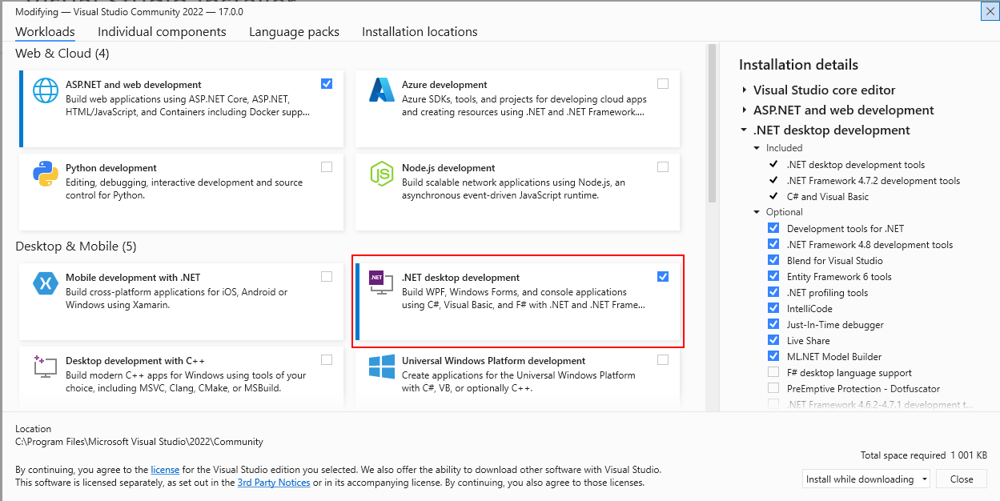 Modifying — Visual Studio Community 2022 — 17.0.0
Workloads
Individual components
Language packs
Installation locations
Web & Cloud (4)
ASP.NET and web development
Build web applications using ASP.NET Core, ASP.NET,
HTML/JavaScript, and Containers including Docker supp...
Azure development
Azure SDKs, tools, and projects for developing cloud apps
and creating resources using .NET and .NET Framework....
Python development
Editing, debugging, interactive development and source
control for Python.
JS
Node.js development
Build scalable network applications using Node.js, an
asynchronous event-driven JavaScript runtime.
Desktop & Mobile (5)
Mobile development with .NET
Build cross-platform applications for iOS, Android or
Windows using Xamarin.
.NET
.NET desktop development
Build WPF, Windows Forms, and console applications
using C#, Visual Basic, and F# with .NET and .NET Frame...
Desktop development with C++
Build modern C++ apps for Windows using tools of your
choice, including MSVC, Clang, CMake, or MSBuild.
Universal Windows Platform development
Create applications for the Universal Windows Platform
with C#, VB, or optionally C++.
Installation details
Visual Studio core editor
ASP.NET and web development
.NET desktop development
Included
.NET desktop development tools
.NET Framework 4.7.2 development tools
C# and Visual Basic
Optional
Development tools for .NET
.NET Framework 4.8 development tools
Blend for Visual Studio
Entity Framework 6 tools
.NET profiling tools
IntelliCode
Just-In-Time debugger
Live Share
ML.NET Model Builder
F# desktop language support
PreEmptive Protection - Dotfuscator
.NET Framework 4.6.2-4.7.1 development t...
Location
C:\Program Files\Microsoft Visual Studio\2022\Community
By continuing, you agree to the license for the Visual Studio edition you selected. We also offer the ability to download other software with Visual Studio.
This software is licensed separately, as set out in the 3rd Party Notices or in its accompanying license. By continuing, you also agree to those licenses.
Total space required 1 001 KB
Install while downloading
Close